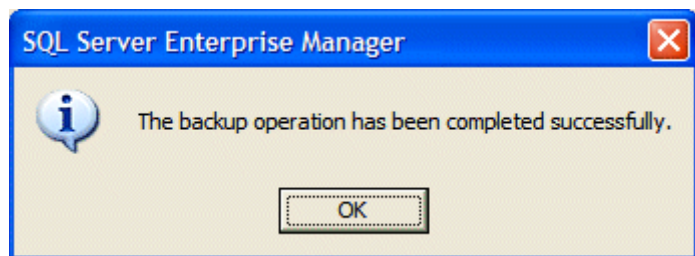 SQL Server Enterprise Manager
The backup operation has been completed successfully.
OK